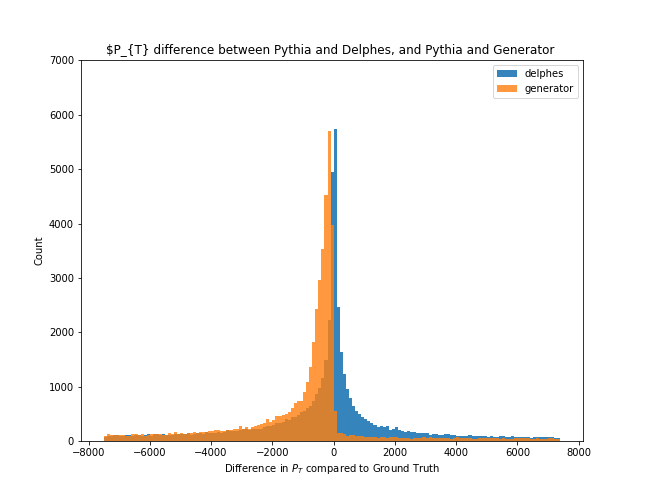 $P_{T} difference between Pythia and Delphes, and Pythia and Generator
delphes
generator
7000
6000
5000
4000
3000
2000
1000
0
Count
−8000 −6000 −4000 −2000 0 2000 4000 6000 8000
Difference in P_T compared to Ground Truth